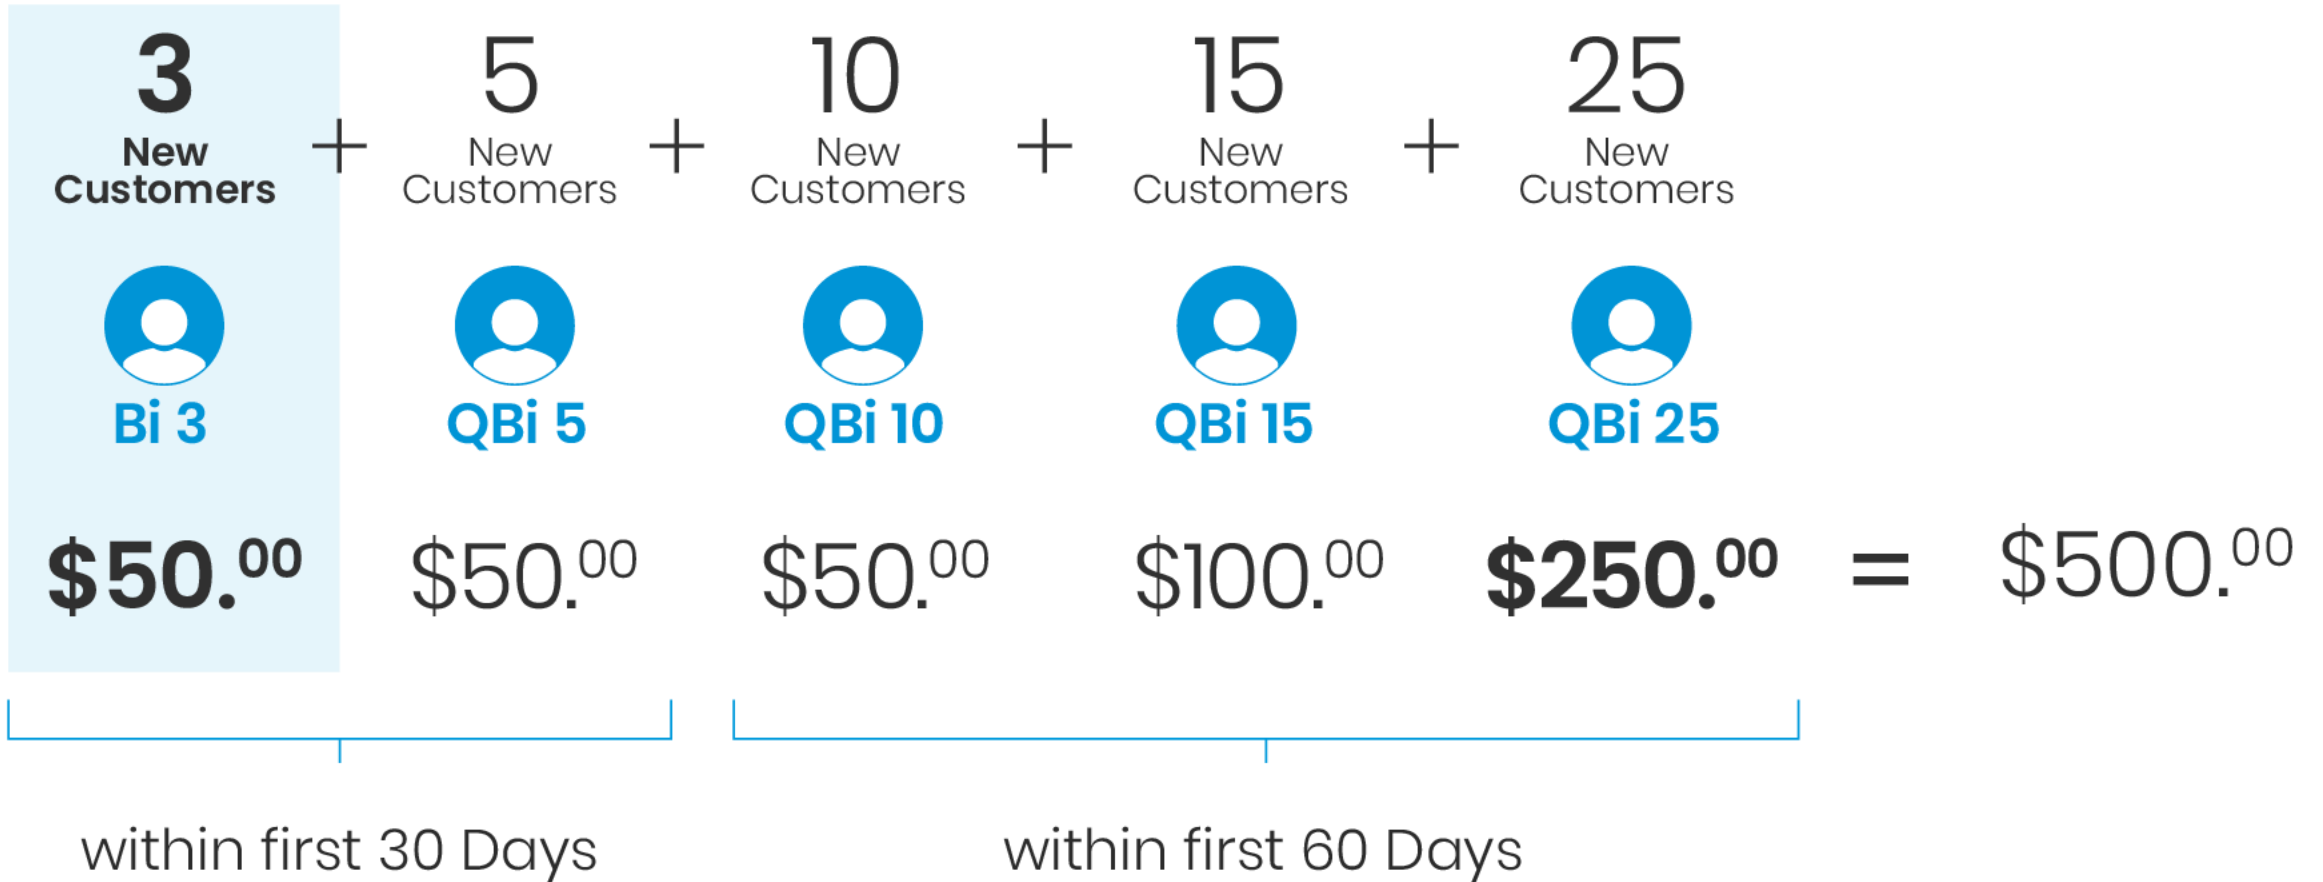 3 + 5 + 10 + 15 + 25
New Customers New Customers New Customers New Customers New Customers
Bi 3 QBi 5 QBi 10 QBi 15 QBi 25
$50.00 $50.00 $50.00 $100.00 $250.00 = $500.00
within first 30 Days within first 60 Days